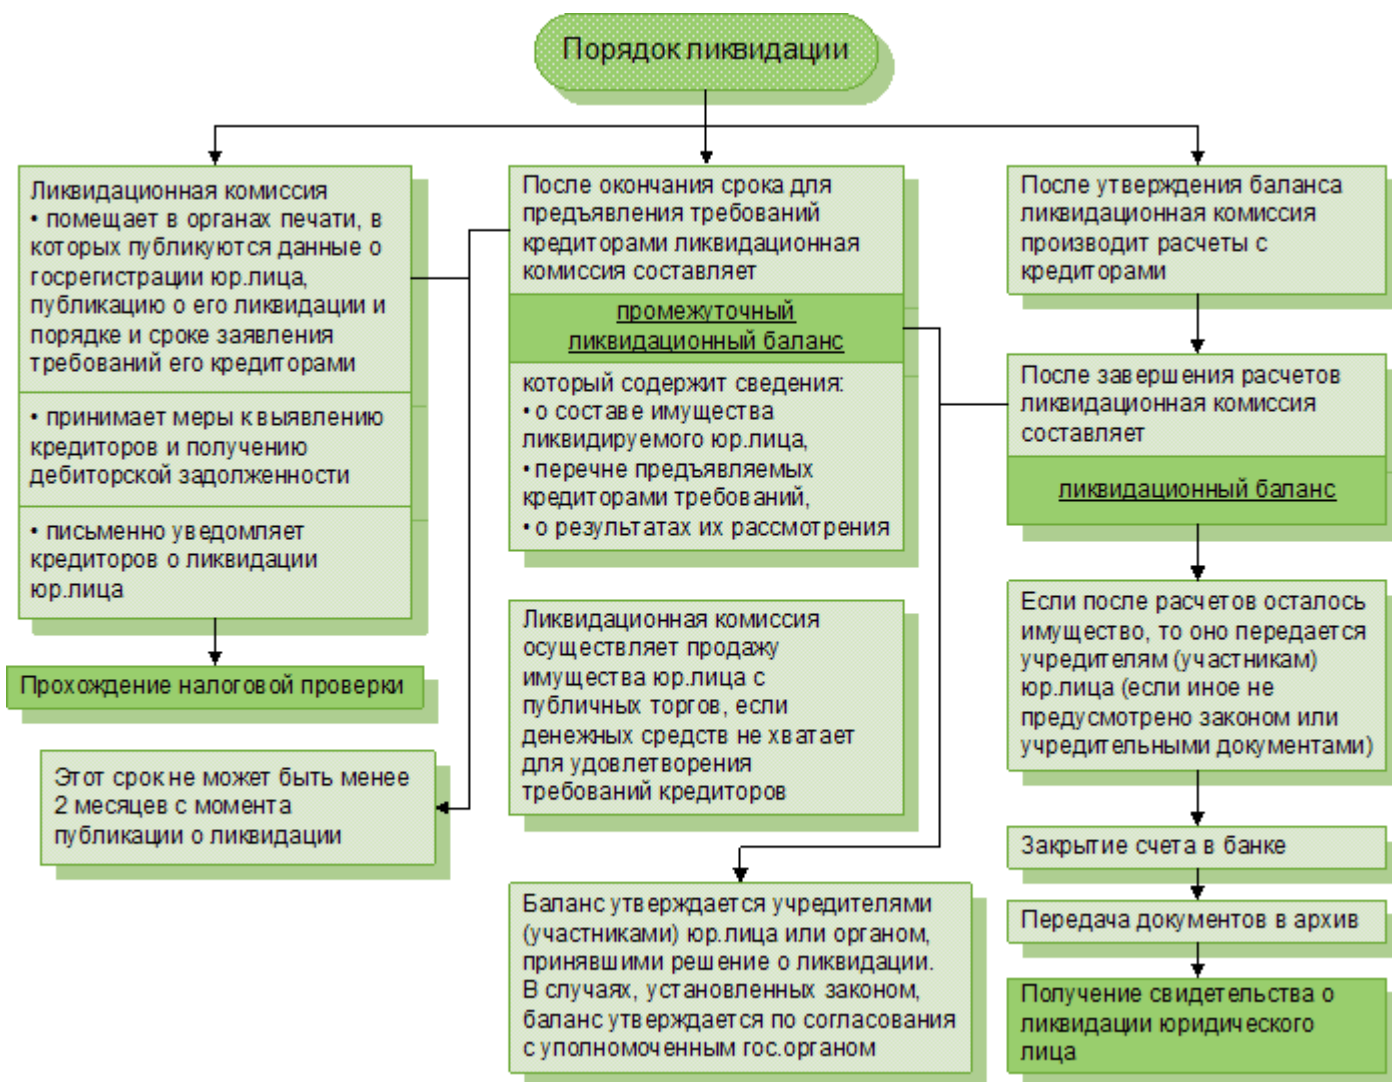 Порядок ликвидации
Ликвидационная комиссия
• помещает в органах печати, в
которых публикуются данные о
госрегистрации юр.лица,
публикацию о его ликвидации и
порядке и сроке заявления
требований его кредиторами
• принимает меры к выявлению
кредиторов и получению
дебиторской задолженности
• письменно уведомляет
кредиторов о ликвидации
юр.лица
Прохождение налоговой проверки
Этот срок не может быть менее
2 месяцев с момента
публикации о ликвидации
После окончания срока для
предъявления требований
кредиторами ликвидационная
комиссия составляет
промежуточный
ликвидационный баланс
который содержит сведения:
• о составе имущества
ликвидируемого юр.лица,
• перечне предъявляемых
кредиторами требований,
• о результатах их рассмотрения
Ликвидационная комиссия
осуществляет продажу
имущества юр.лица с
публичных торгов, если
денежных средств не хватает
для удовлетворения
требований кредиторов
Баланс утверждается учредителями
(участниками) юр.лица или органом,
принявшими решение о ликвидации.
В случаях, установленных законом,
баланс утверждается по согласования
с уполномоченным гос.органом
После утверждения баланса
ликвидационная комиссия
производит расчеты с
кредиторами
После завершения расчетов
ликвидационная комиссия
составляет
ликвидационный баланс
Если после расчетов осталось
имущество, то оно передается
учредителям (участникам)
юр.лица (если иное не
предусмотрено законом или
учредительными документами)
Закрытие счета в банке
Передача документов в архив
Получение свидетельства о
ликвидации юридического
лица